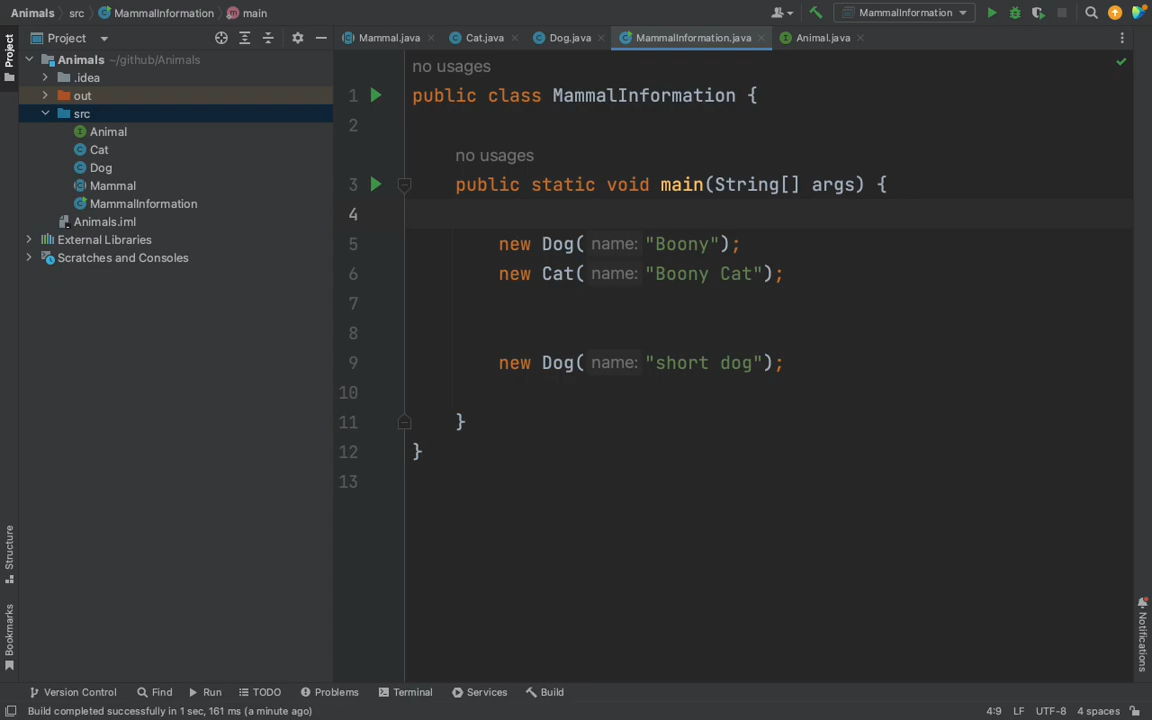 Animals src MammalInformation main
MammalInformation
Project
Mammal.java Cat.java Dog.java MammalInformation.java Animal.java
Project
Animals ~/github/Animals
.idea
out
src
Animal
Cat
Dog
Mammal
MammalInformation
Animals.iml
External Libraries
Scratches and Consoles
no usages
1 public class MammalInformation {
2
no usages
3 public static void main(String[] args) {
4
5 new Dog( name: "Boony");
6 new Cat( name: "Boony Cat");
7
8
9 new Dog( name: "short dog");
10
11 }
12 }
13
Structure
Bookmarks
Notifications
Version Control Find Run TODO Problems Terminal Services Build
Build completed successfully in 1 sec, 161 ms (a minute ago) 4:9 LF UTF-8 4 spaces